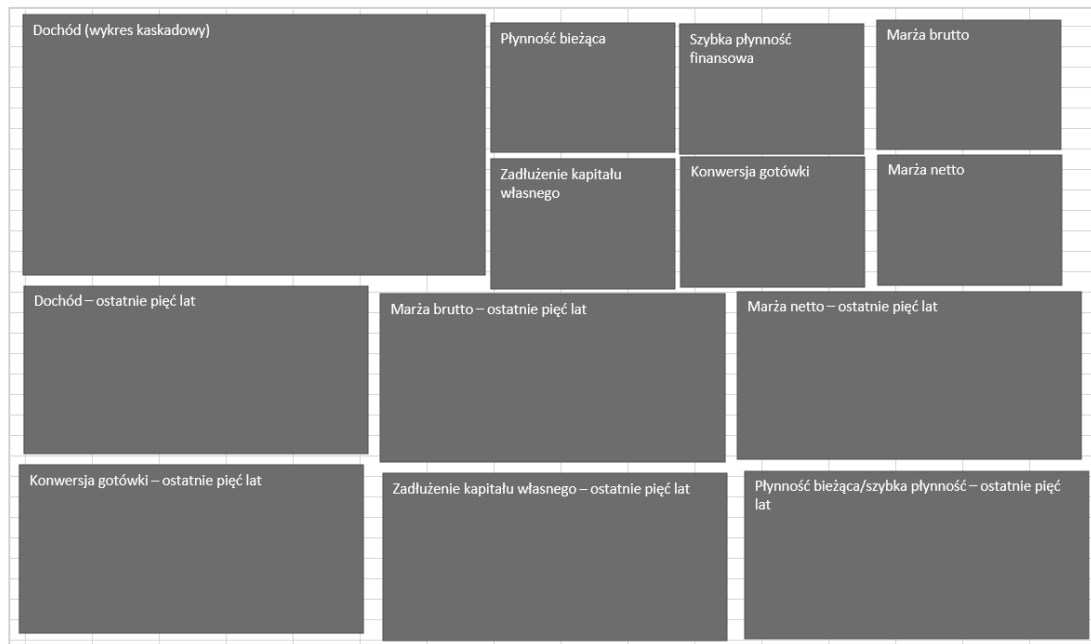 Dochód (wykres kaskadowy)
Płynność bieżąca
Szybka płynność
finansowa
Marża brutto
Zadłużenie kapitału
własnego
Konwersja gotówki
Marża netto
Dochód – ostatnie pięć lat
Marża brutto – ostatnie pięć lat
Marża netto – ostatnie pięć lat
Konwersja gotówki – ostatnie pięć lat
Zadłużenie kapitału własnego – ostatnie pięć lat
Płynność bieżąca/szybka płynność – ostatnie pięć
lat